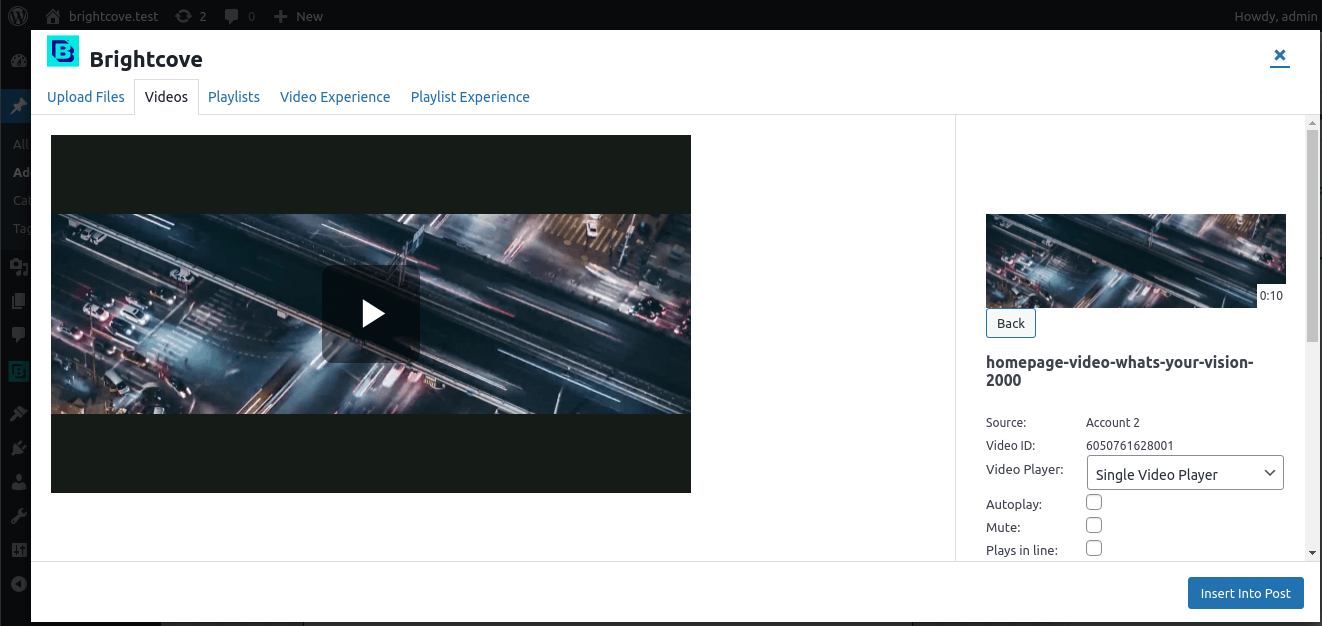 brightcove.test 2 0 New Howdy, admin
Brightcove
Upload Files Videos Playlists Video Experience Playlist Experience
All
Ad
Cat
Tag
0:10
Back
homepage-video-whats-your-vision-
2000
Source: Account 2
Video ID: 6050761628001
Video Player: Single Video Player
Autoplay:
Mute:
Plays in line:
Insert Into Post